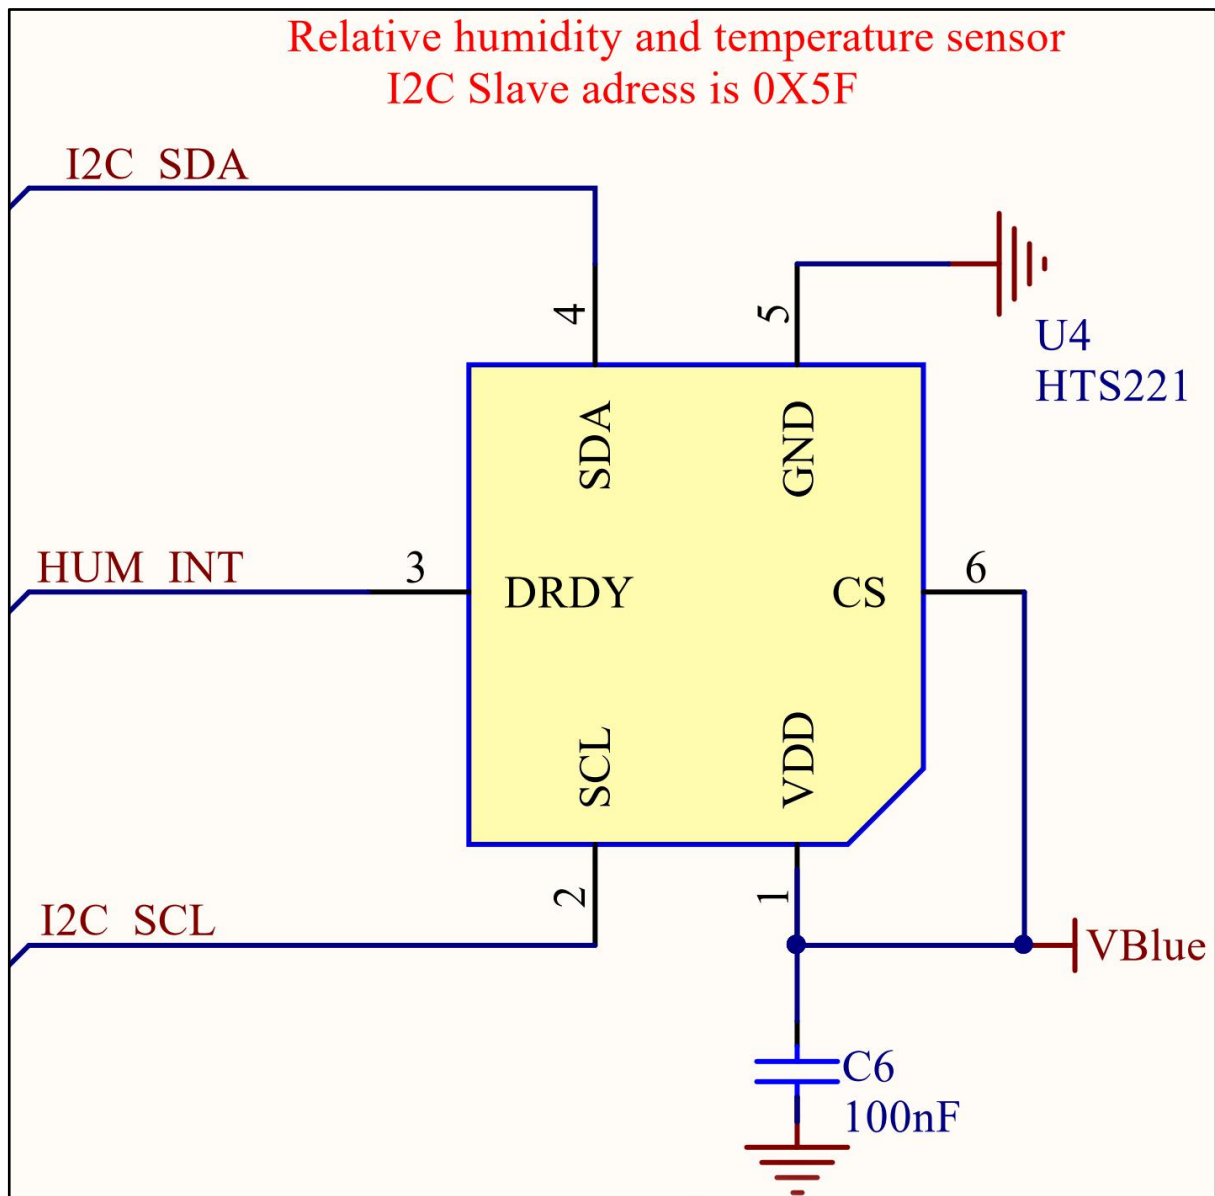 Relative humidity and temperature sensor
I2C Slave adress is 0X5F
I2C SDA
4
5
U4
HTS221
SDA
GND
HUM INT
3
DRDY
CS
6
SCL
VDD
2
1
I2C SCL
VBlue
C6
100nF